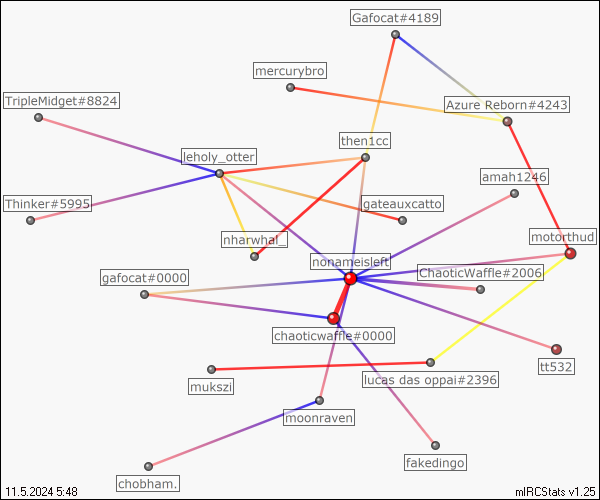 Gafocat#4189
mercurybro
TripleMidget#8824
Azure Reborn#4243
then1cc
leholy_otter
amah1246
Thinker#5995
gateauxcatto
nharwhal_
motorthud
nonameisleft
ChaoticWaffle#2006
gafocat#0000
chaoticwaffle#0000
tt532
mukszi
lucas das oppai#2396
moonraven
fakedingo
chobham.
11.5.2024 5:48
mIRCStats v1.25